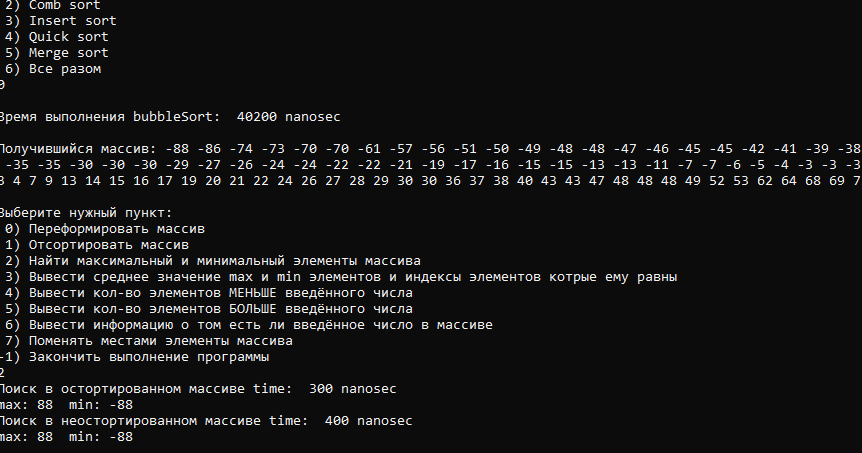 2) Comb sort
3) Insert sort
4) Quick sort
5) Merge sort
6) Все разом
0
Время выполнения bubbleSort:  40200 nanosec
Получившийся массив: -88 -86 -74 -73 -70 -70 -61 -57 -56 -51 -50 -49 -48 -48 -47 -46 -45 -45 -42 -41 -39 -38
-35 -35 -30 -30 -30 -29 -27 -26 -24 -24 -22 -22 -21 -19 -17 -16 -15 -15 -13 -13 -11 -7 -7 -6 -5 -4 -3 -3 -3
3 4 7 9 13 14 15 16 17 19 20 21 22 24 26 27 28 29 30 30 36 37 38 40 43 43 47 48 48 48 49 52 53 62 64 68 69 7
Выберите нужный пункт:
0) Переформировать массив
1) Отсортировать массив
2) Найти максимальный и минимальный элементы массива
3) Вывести среднее значение max и min элементов и индексы элементов котрые ему равны
4) Вывести кол-во элементов МЕНЬШЕ введённого числа
5) Вывести кол-во элементов БОЛЬШЕ введённого числа
6) Вывести информацию о том есть ли введённое число в массиве
7) Поменять местами элементы массива
-1) Закончить выполнение программы
2
Поиск в остортированном массиве time:  300 nanosec
max: 88  min: -88
Поиск в неостортированном массиве time:  400 nanosec
max: 88  min: -88